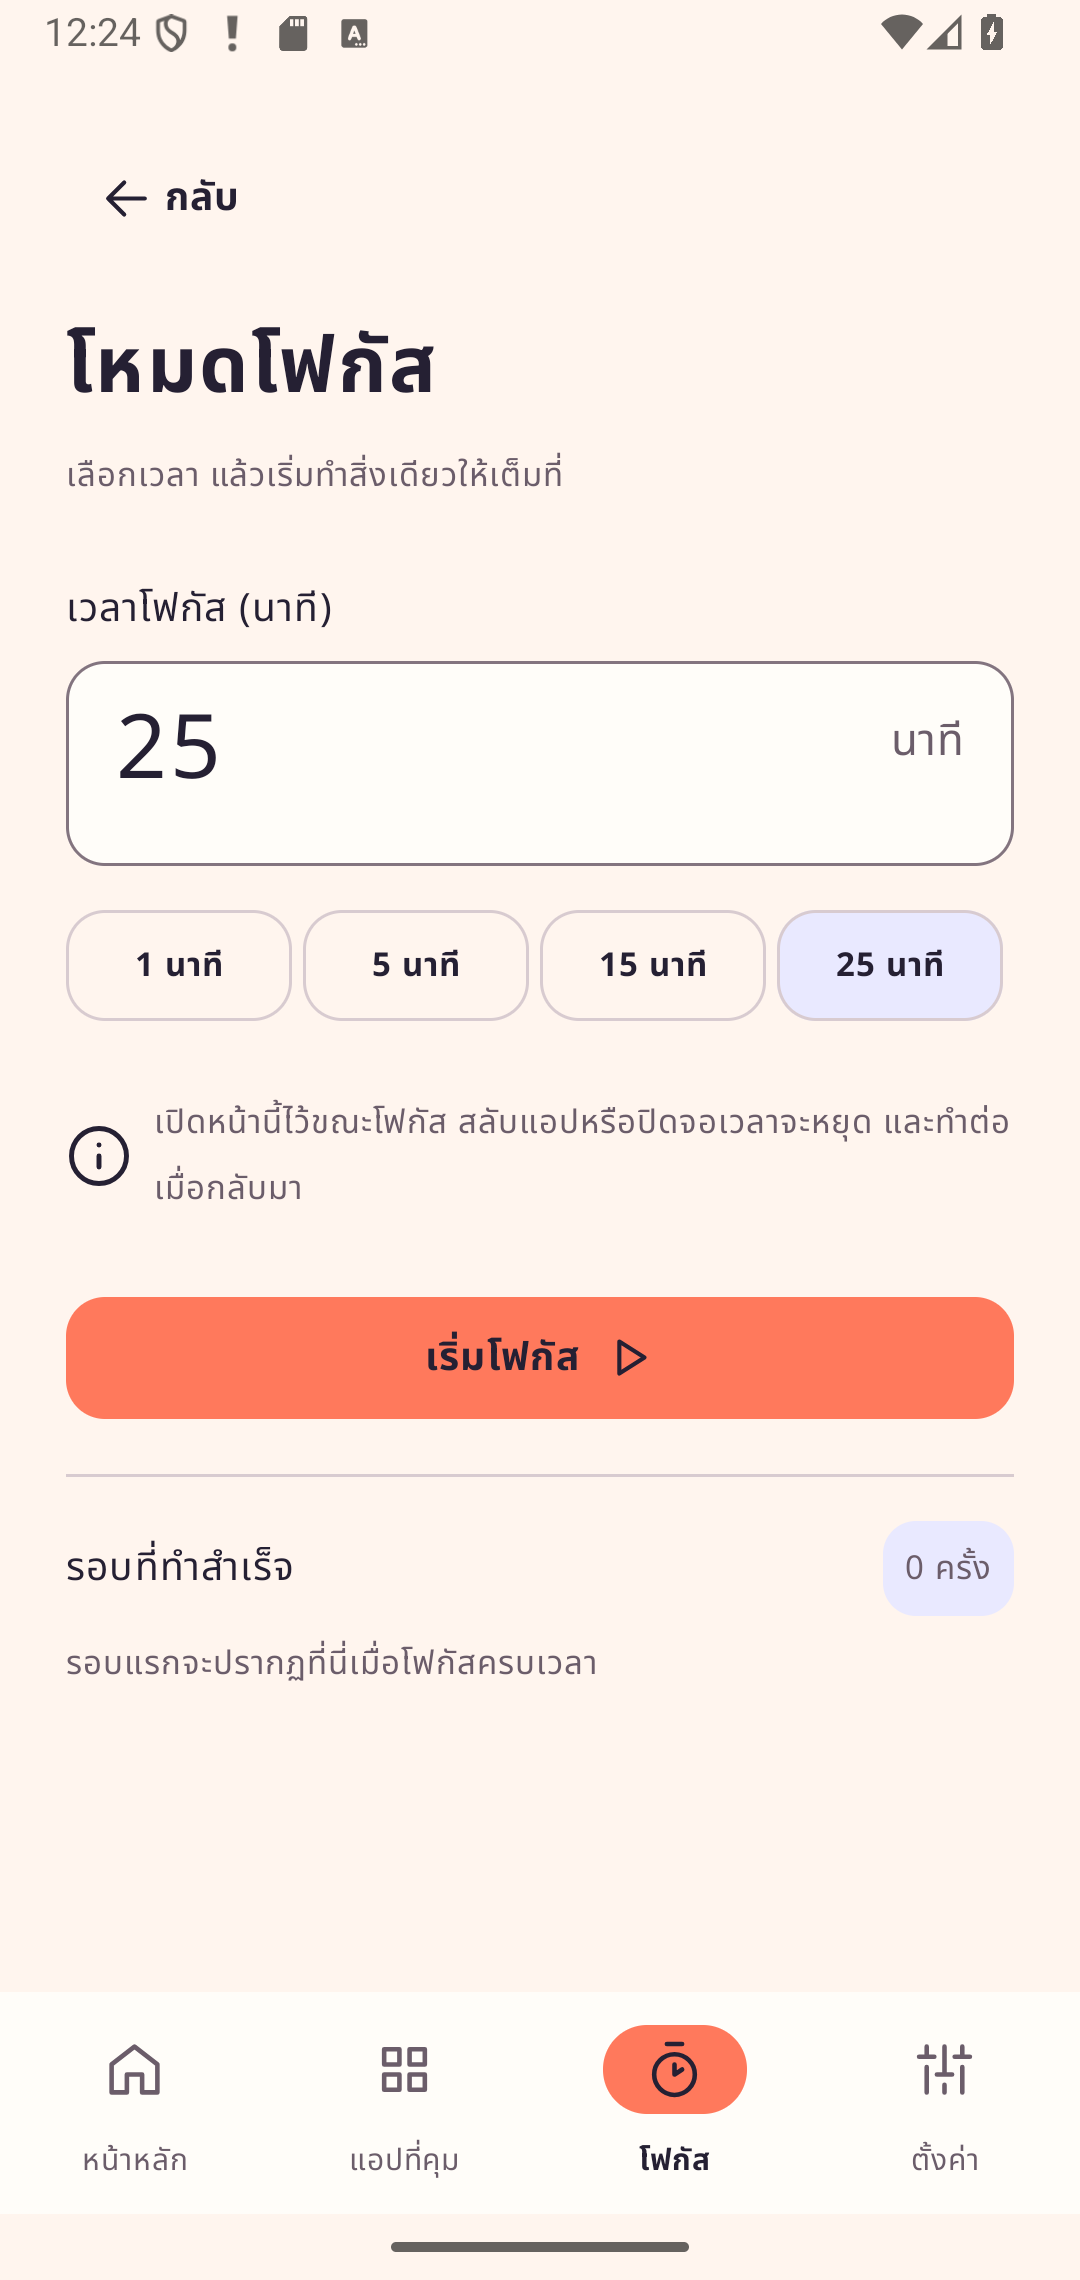 12:24
กลับ
โหมดโฟกัส
เลือกเวลา แล้วเริ่มทำสิ่งเดียวให้เต็มที่
เวลาโฟกัส (นาที)
25 นาที
1 นาที 5 นาที 15 นาที 25 นาที
เปิดหน้านี้ไว้ขณะโฟกัส สลับแอปหรือปิดจอเวลาจะหยุด และทำต่อ
เมื่อกลับมา
เริ่มโฟกัส
รอบที่ทำสำเร็จ 0 ครั้ง
รอบแรกจะปรากฏที่นี่เมื่อโฟกัสครบเวลา
หน้าหลัก แอปที่คุม โฟกัส ตั้งค่า